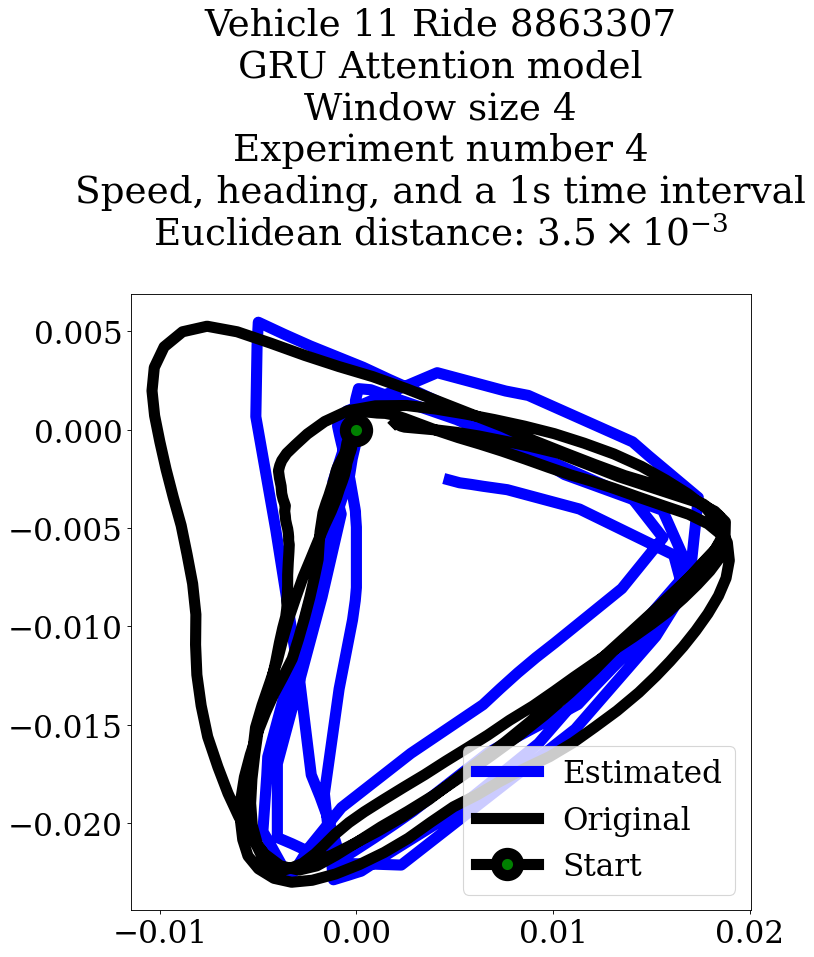 Vehicle 11 Ride 8863307
GRU Attention model
Window size 4
Experiment number 4
Speed, heading, and a 1s time interval
Euclidean distance: 3.5 × 10⁻³
0.005
0.000
−0.005
−0.010
−0.015
−0.020
Estimated
Original
Start
−0.01 0.00 0.01 0.02